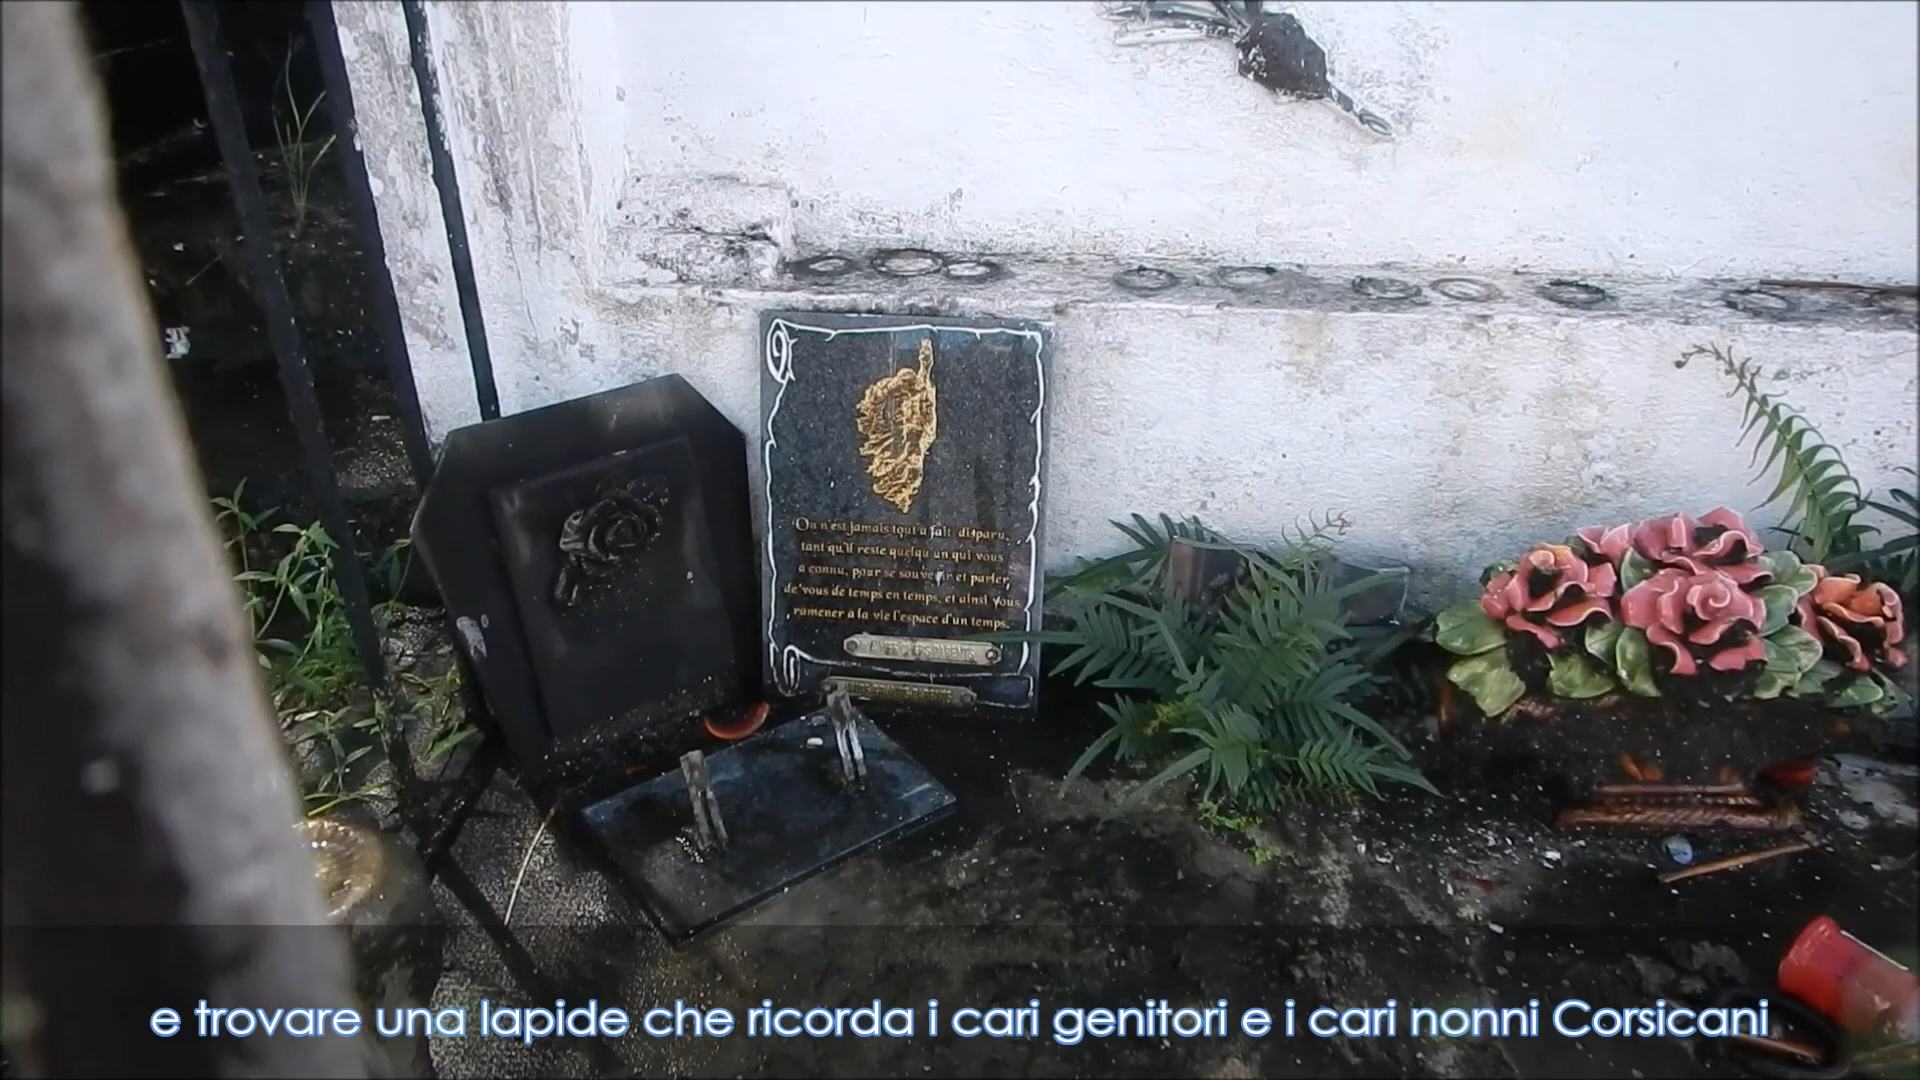 On n'est jamais tout a fait disparu,
tant qu'il reste quelqu'un qui vous
a connu, pour se souvenir et parler,
de vous de temps en temps, et ainsi vous
ramener à la vie l'espace d'un temps.
CHERS PARENTS
e trovare una lapide che ricorda i cari genitori e i cari nonni Corsicani